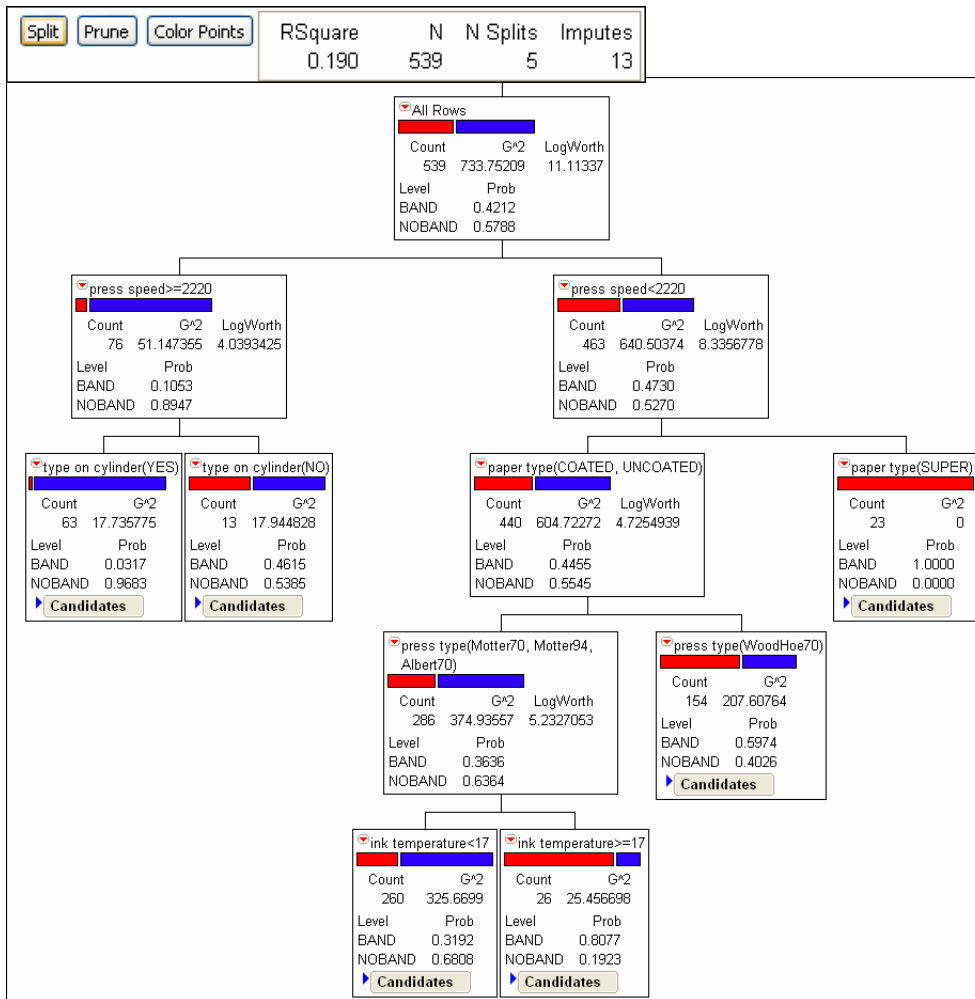 Split Prune Color Points RSquare N N Splits Imputes
0.190 539 5 13
All Rows
Count G^2 LogWorth
539 733.75209 11.11337
Level Prob
BAND 0.4212
NOBAND 0.5788
press speed>=2220
Count G^2 LogWorth
76 51.147355 4.0393425
Level Prob
BAND 0.1053
NOBAND 0.8947
press speed<2220
Count G^2 LogWorth
463 640.50374 8.3356778
Level Prob
BAND 0.4730
NOBAND 0.5270
type on cylinder(YES)
Count G^2
63 17.735775
Level Prob
BAND 0.0317
NOBAND 0.9683
Candidates
type on cylinder(NO)
Count G^2
13 17.944828
Level Prob
BAND 0.4615
NOBAND 0.5385
Candidates
paper type(COATED, UNCOATED)
Count G^2 LogWorth
440 604.72272 4.7254939
Level Prob
BAND 0.4455
NOBAND 0.5545
paper type(SUPER)
Count G^2
23 0
Level Prob
BAND 1.0000
NOBAND 0.0000
Candidates
press type(Motter70, Motter94,
Albert70)
Count G^2 LogWorth
286 374.93557 5.2327053
Level Prob
BAND 0.3636
NOBAND 0.6364
press type(WoodHoe70)
Count G^2
154 207.60764
Level Prob
BAND 0.5974
NOBAND 0.4026
Candidates
ink temperature<17
Count G^2
260 325.6699
Level Prob
BAND 0.3192
NOBAND 0.6808
Candidates
ink temperature>=17
Count G^2
26 25.456698
Level Prob
BAND 0.8077
NOBAND 0.1923
Candidates